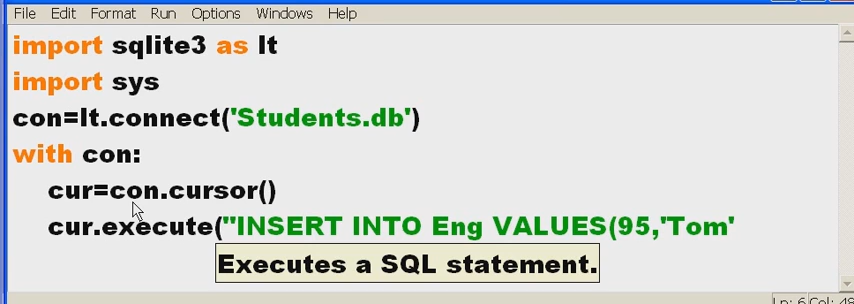 File Edit Format Run Options Windows Help
import sqlite3 as lt
import sys
con=lt.connect('Students.db')
with con:
cur=con.cursor()
cur.execute("INSERT INTO Eng VALUES(95,'Tom'
Executes a SQL statement.